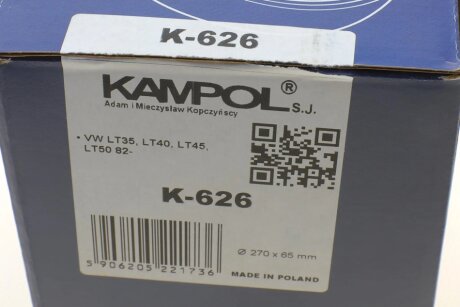 K-626
KAMPOL® S.J.
Adam i Mieczysław Kopczyńscy
• VW LT35, LT40, LT45,
LT50 82-
K-626
Ø 270 x 65 mm
5 906205 221736
MADE IN POLAND